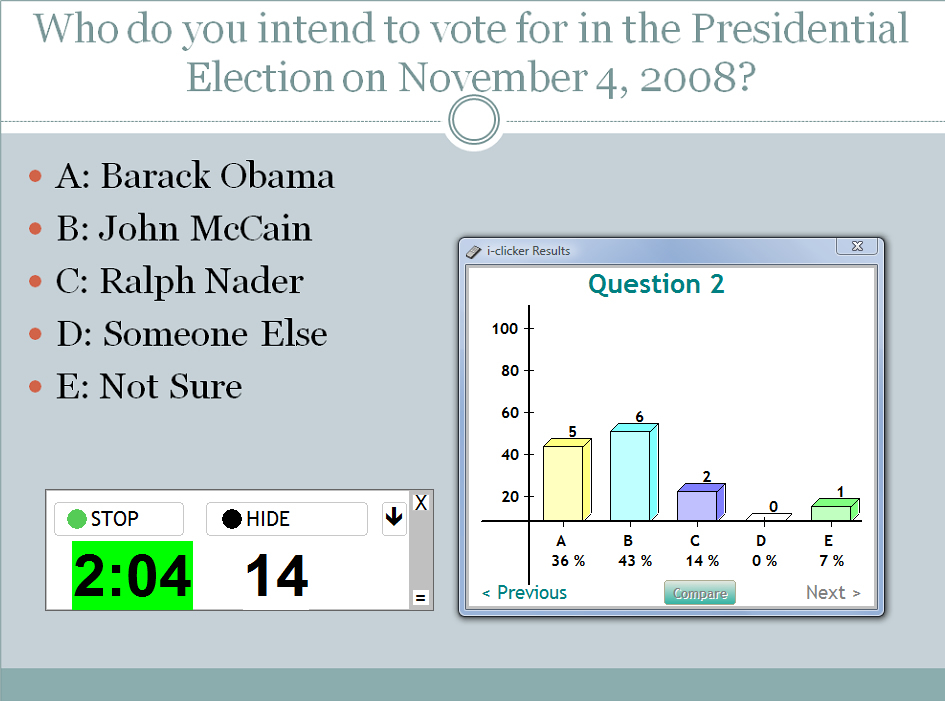 Who do you intend to vote for in the Presidential
Election on November 4, 2008?
A: Barack Obama
B: John McCain
C: Ralph Nader
D: Someone Else
E: Not Sure
STOP HIDE X
2:04 14 =
i-clicker Results
Question 2
100
80
60
40
20
5 6 2 0 1
A B C D E
36 % 43 % 14 % 0 % 7 %
< Previous Compare Next >